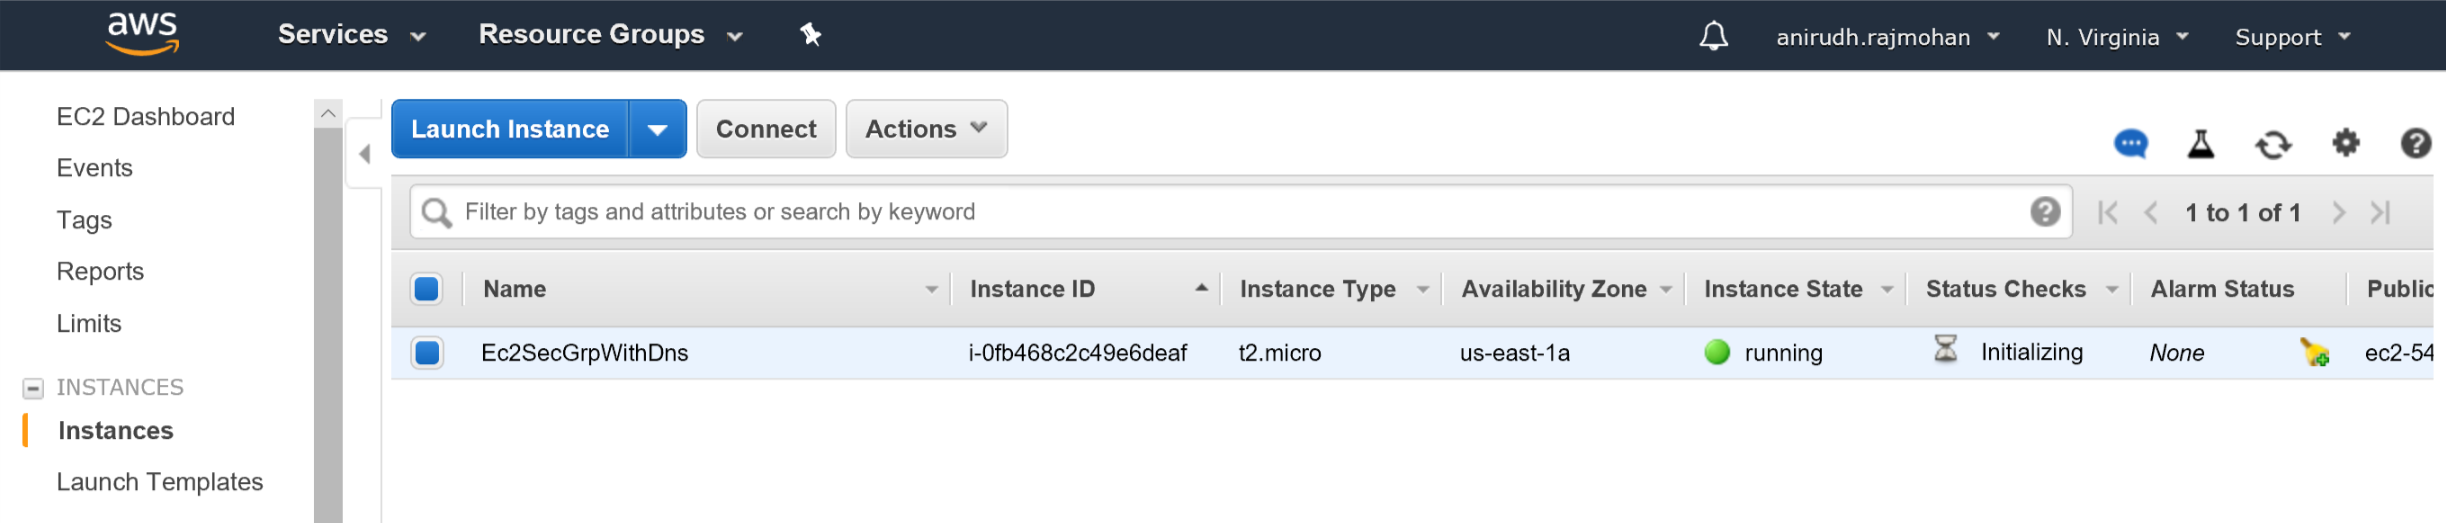 aws Services Resource Groups anirudh.rajmohan N. Virginia Support
EC2 Dashboard
Events
Tags
Reports
Limits
INSTANCES
Instances
Launch Templates
Launch Instance Connect Actions
Filter by tags and attributes or search by keyword 1 to 1 of 1
Name Instance ID Instance Type Availability Zone Instance State Status Checks Alarm Status Public
Ec2SecGrpWithDns i-0fb468c2c49e6deaf t2.micro us-east-1a running Initializing None ec2-54